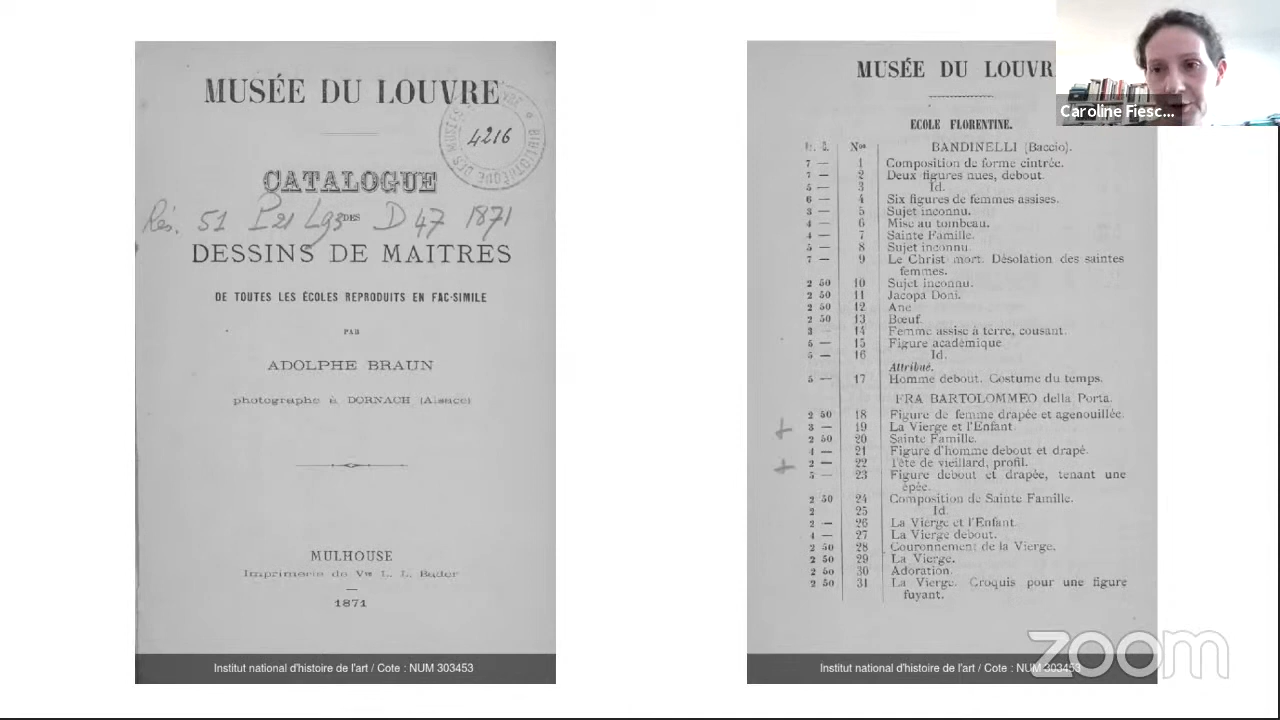 MUSÉE DU LOUVRE
4216
CATALOGUE
Rés. 51 P21 Lg3 D 47 1871
DES
DESSINS DE MAITRES
DE TOUTES LES ÉCOLES REPRODUITS EN FAC-SIMILE
PAR
ADOLPHE BRAUN
photographe à DORNACH (Alsace)
MULHOUSE
Imprimerie de Vve L. L. Bader
1871
Institut national d'histoire de l'art / Cote : NUM 303453
MUSÉE DU LOUVR
ECOLE FLORENTINE.
Nos BANDINELLI (Baccio).
7 — 1 Composition de forme cintrée.
7 — 2 Deux figures nues, debout.
5 — 3 Id.
6 — 4 Six figures de femmes assises.
3 — 5 Sujet inconnu.
4 — 6 Mise au tombeau.
4 — 7 Sainte Famille.
5 — 8 Sujet inconnu.
7 — 9 Le Christ mort. Désolation des saintes
femmes.
2 50 10 Sujet inconnu.
2 50 11 Jacopa Doni.
2 50 12 Ane
2 50 13 Bœuf.
3 14 Femme assise à terre, cousant.
5 — 15 Figure académique
5 — 16 Id.
Attribué.
5 — 17 Homme debout. Costume du temps.
FRA BARTOLOMMEO della Porta.
2 50 18 Figure de femme drapée et agenouillée.
+ 3 — 19 La Vierge et l'Enfant
2 50 20 Sainte Famille.
4 — 21 Figure d'homme debout et drapé.
+ 2 — 22 Tête de vieillard, profil.
5 — 23 Figure debout et drapée, tenant une
épée.
2 50 24 Composition de Sainte Famille.
2 25 Id.
2 — 26 La Vierge et l'Enfant.
4 — 27 La Vierge debout.
2 50 28 Couronnement de la Vierge.
2 50 29 La Vierge.
2 50 30 Adoration.
2 50 31 La Vierge. Croquis pour une figure
fuyant.
Institut national d'histoire de l'art / Cote : NUM 303453
Caroline Fiesc...
zoom